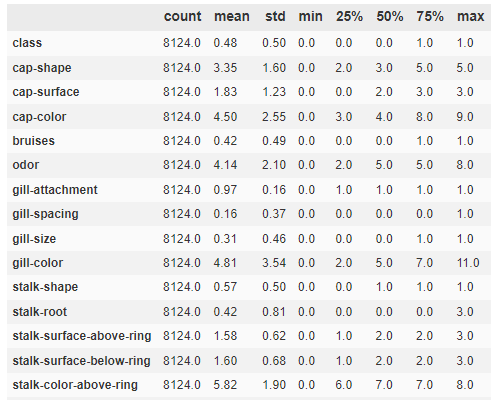 count mean std min 25% 50% 75% max
class 8124.0 0.48 0.50 0.0 0.0 0.0 1.0 1.0
cap-shape 8124.0 3.35 1.60 0.0 2.0 3.0 5.0 5.0
cap-surface 8124.0 1.83 1.23 0.0 0.0 2.0 3.0 3.0
cap-color 8124.0 4.50 2.55 0.0 3.0 4.0 8.0 9.0
bruises 8124.0 0.42 0.49 0.0 0.0 0.0 1.0 1.0
odor 8124.0 4.14 2.10 0.0 2.0 5.0 5.0 8.0
gill-attachment 8124.0 0.97 0.16 0.0 1.0 1.0 1.0 1.0
gill-spacing 8124.0 0.16 0.37 0.0 0.0 0.0 0.0 1.0
gill-size 8124.0 0.31 0.46 0.0 0.0 0.0 1.0 1.0
gill-color 8124.0 4.81 3.54 0.0 2.0 5.0 7.0 11.0
stalk-shape 8124.0 0.57 0.50 0.0 0.0 1.0 1.0 1.0
stalk-root 8124.0 0.42 0.81 0.0 0.0 0.0 0.0 3.0
stalk-surface-above-ring 8124.0 1.58 0.62 0.0 1.0 2.0 2.0 3.0
stalk-surface-below-ring 8124.0 1.60 0.68 0.0 1.0 2.0 2.0 3.0
stalk-color-above-ring 8124.0 5.82 1.90 0.0 6.0 7.0 7.0 8.0